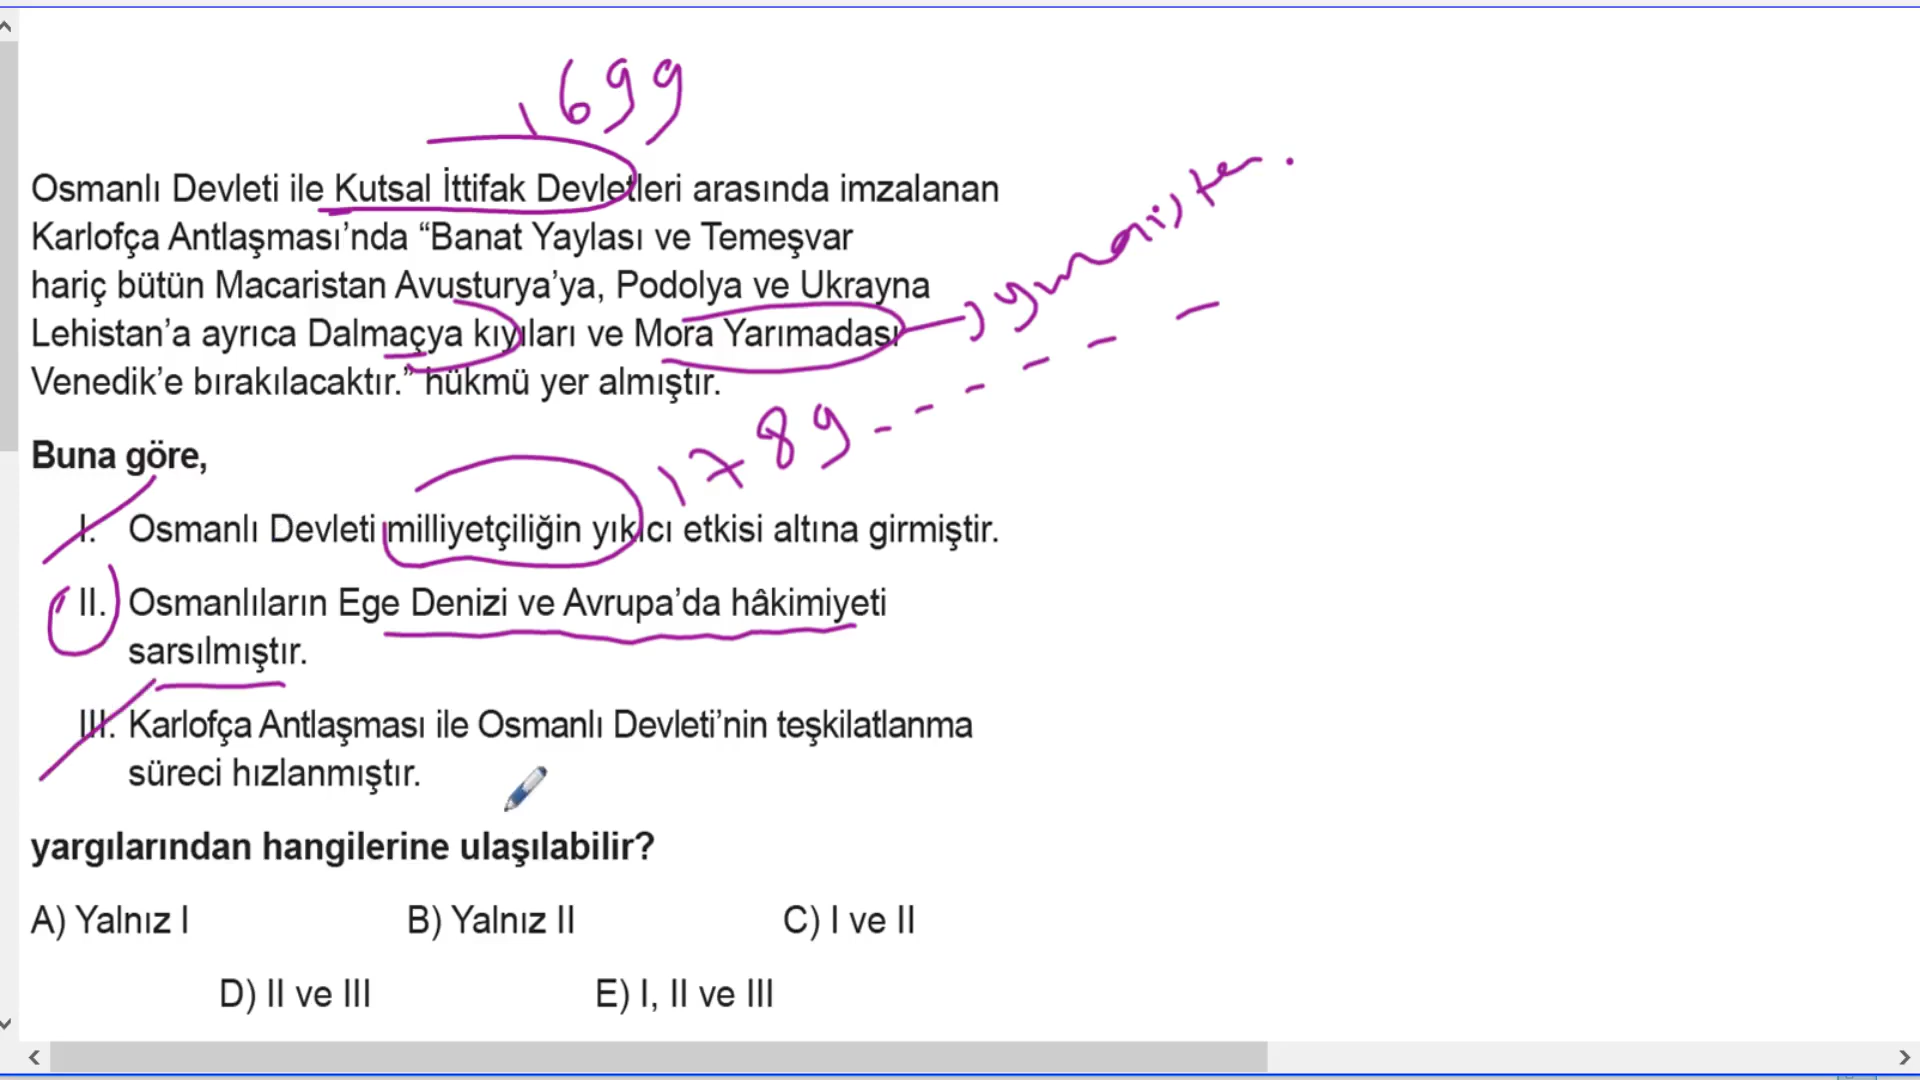 1699
Osmanlı Devleti ile Kutsal İttifak Devletleri arasında imzalanan
Karlofça Antlaşması’nda “Banat Yaylası ve Temeşvar
hariç bütün Macaristan Avusturya’ya, Podolya ve Ukrayna
Lehistan’a ayrıca Dalmaçya kıyıları ve Mora Yarımadası
Venedik’e bırakılacaktır.” hükmü yer almıştır.
1789
Buna göre,
I. Osmanlı Devleti milliyetçiliğin yıkıcı etkisi altına girmiştir.
II. Osmanlıların Ege Denizi ve Avrupa’da hâkimiyeti
sarsılmıştır.
III. Karlofça Antlaşması ile Osmanlı Devleti’nin teşkilatlanma
süreci hızlanmıştır.
yargılarından hangilerine ulaşılabilir?
A) Yalnız I B) Yalnız II C) I ve II
D) II ve III E) I, II ve III